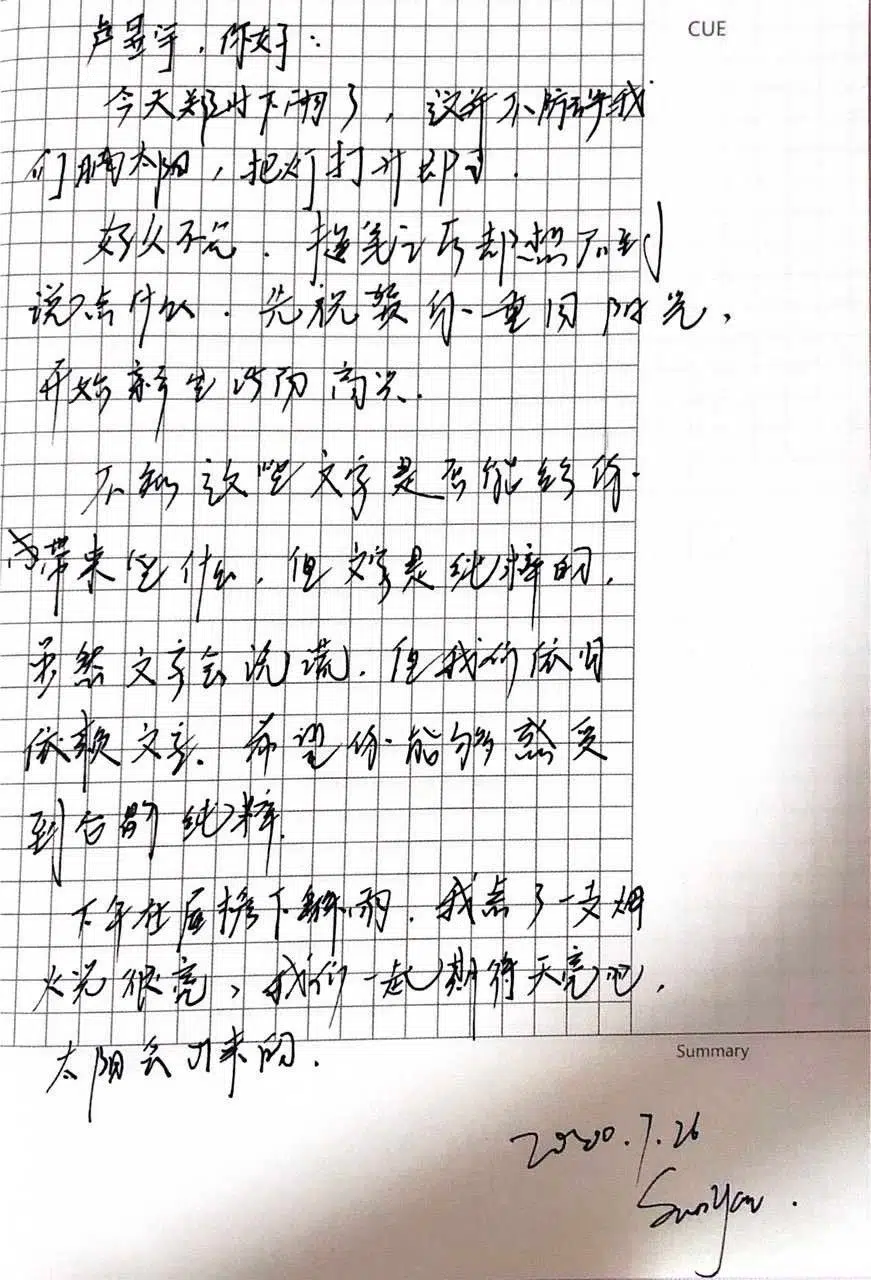 CUE
卢昱宇,你好:
今天郑州下雨了,这并不妨碍我
们晒太阳,把灯打开即可.
好久不见.提笔之后却想不到
说点什么.先祝贺你重回阳光,
开始新生活而高兴.
不知这些文字是否能给你
带来些什么,但文字是纯粹的.
虽然文字会说谎.但我们依旧
依赖文字.希望你能够感受
到它的纯粹.
下午在屋檐下躲雨.我点了一支烟
火光很亮,我们一起期待天亮吧.
太阳会出来的.
Summary
2020.7.26